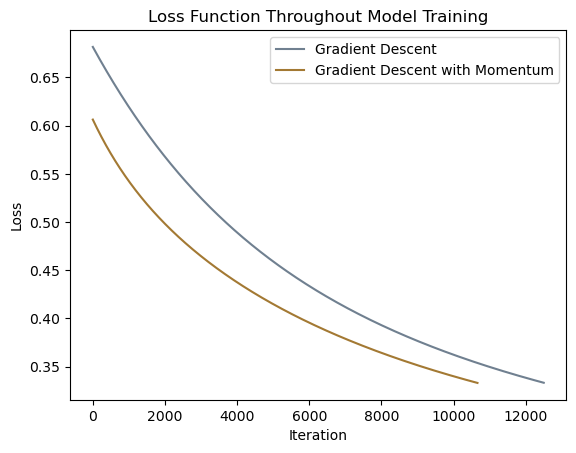 Loss Function Throughout Model Training
Gradient Descent
Gradient Descent with Momentum
Loss
0.65
0.60
0.55
0.50
0.45
0.40
0.35
0 2000 4000 6000 8000 10000 12000
Iteration